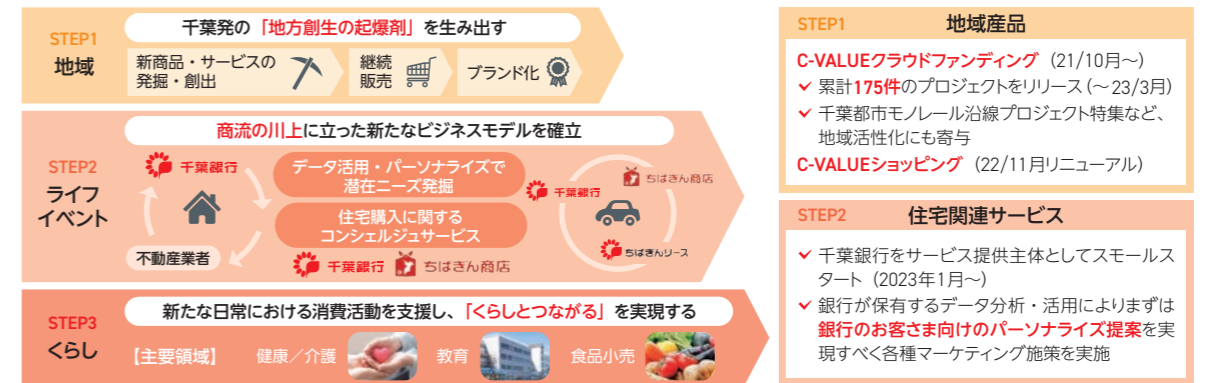 STEP1
地域
千葉発の「地方創生の起爆剤」を生み出す
新商品・サービスの
発掘・創出
継続
販売
ブランド化
STEP2
ライフ
イベント
商流の川上に立った新たなビジネスモデルを確立
千葉銀行
不動産業者
データ活用・パーソナライズで
潜在ニーズ発掘
住宅購入に関する
コンシェルジュサービス
千葉銀行
ちばぎん商店
千葉銀行
ちばぎん商店
ちばぎんリース
STEP3
くらし
新たな日常における消費活動を支援し、「くらしとつながる」を実現する
【主要領域】
健康／介護
教育
食品小売
STEP1 地域産品
C-VALUEクラウドファンディング（21/10月～）
累計175件のプロジェクトをリリース（～23/3月）
千葉都市モノレール沿線プロジェクト特集など、
地域活性化にも寄与
C-VALUEショッピング（22/11月リニューアル）
STEP2 住宅関連サービス
千葉銀行をサービス提供主体としてスモールス
タート（2023年1月～）
銀行が保有するデータ分析・活用によりまずは
銀行のお客さま向けのパーソナライズ提案を実
現すべく各種マーケティング施策を実施